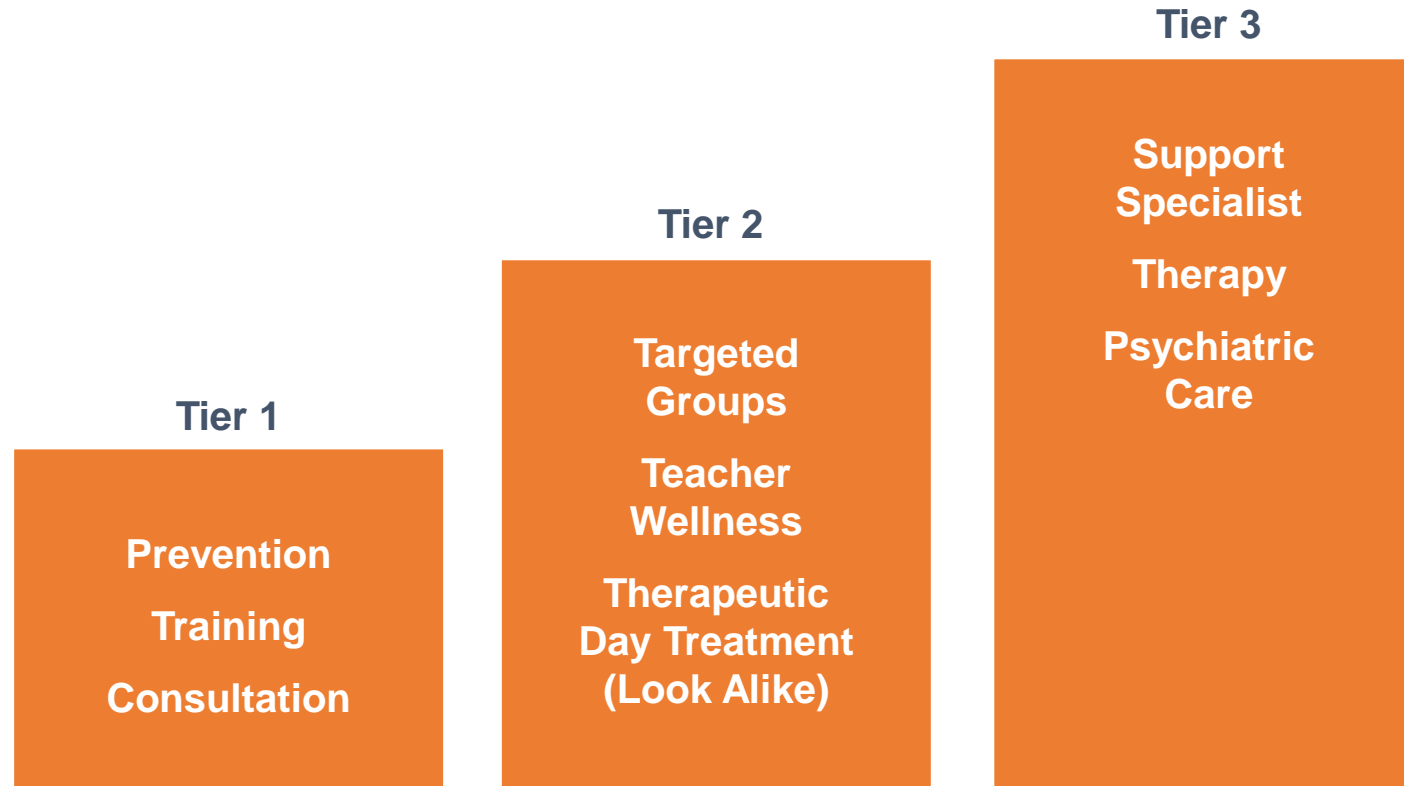 Tier 1
Prevention
Training
Consultation
Tier 2
Targeted
Groups
Teacher
Wellness
Therapeutic
Day Treatment
(Look Alike)
Tier 3
Support
Specialist
Therapy
Psychiatric
Care